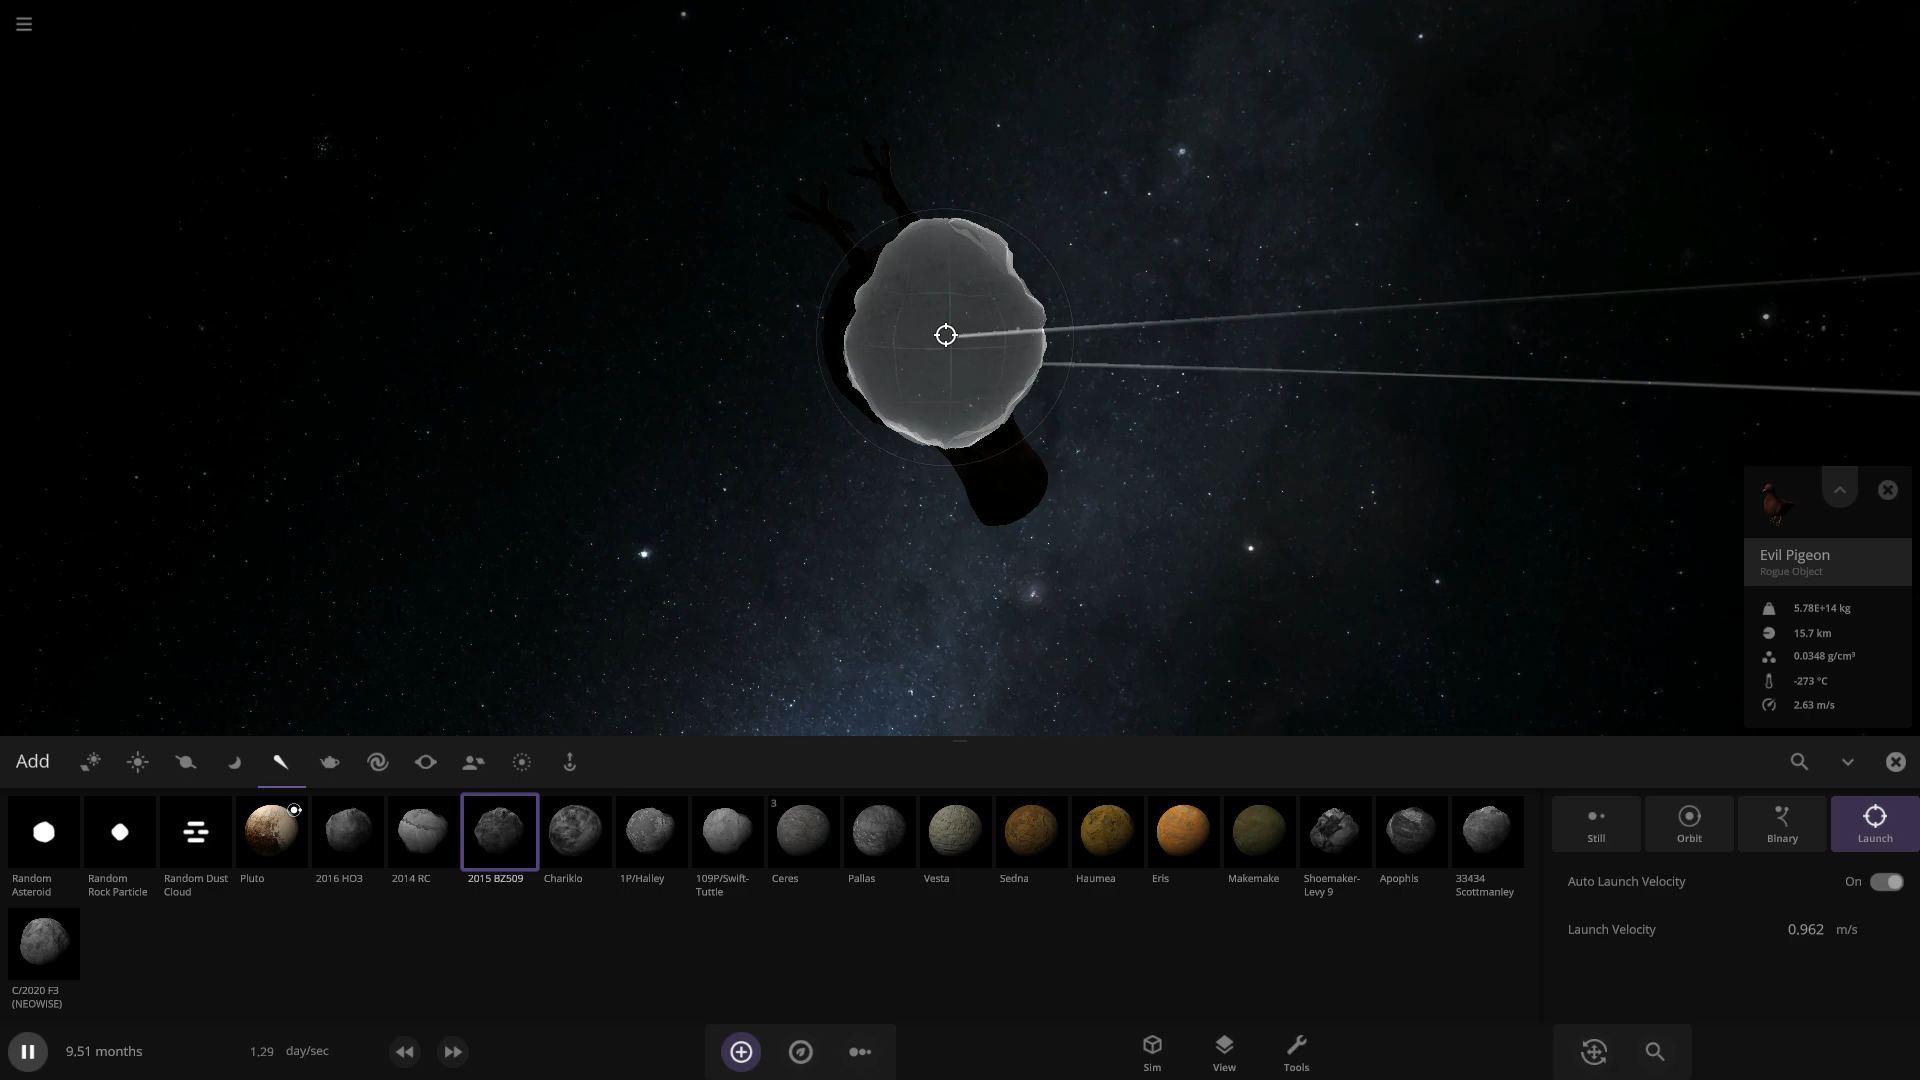 Evil Pigeon
Rogue Object
5.78E+14 kg
15.7 km
0.0348 g/cm³
-273 °C
2.63 m/s
Add
3
Random Asteroid
Random Rock Particle
Random Dust Cloud
Pluto
2016 HO3
2014 RC
2015 BZ509
Chariklo
1P/Halley
109P/Swift-Tuttle
Ceres
Pallas
Vesta
Sedna
Haumea
Eris
Makemake
Shoemaker-Levy 9
Apophis
33434 Scottmanley
C/2020 F3 (NEOWISE)
Still
Orbit
Binary
Launch
Auto Launch Velocity On
Launch Velocity 0.962 m/s
9.51 months
1.29 day/sec
Sim
View
Tools